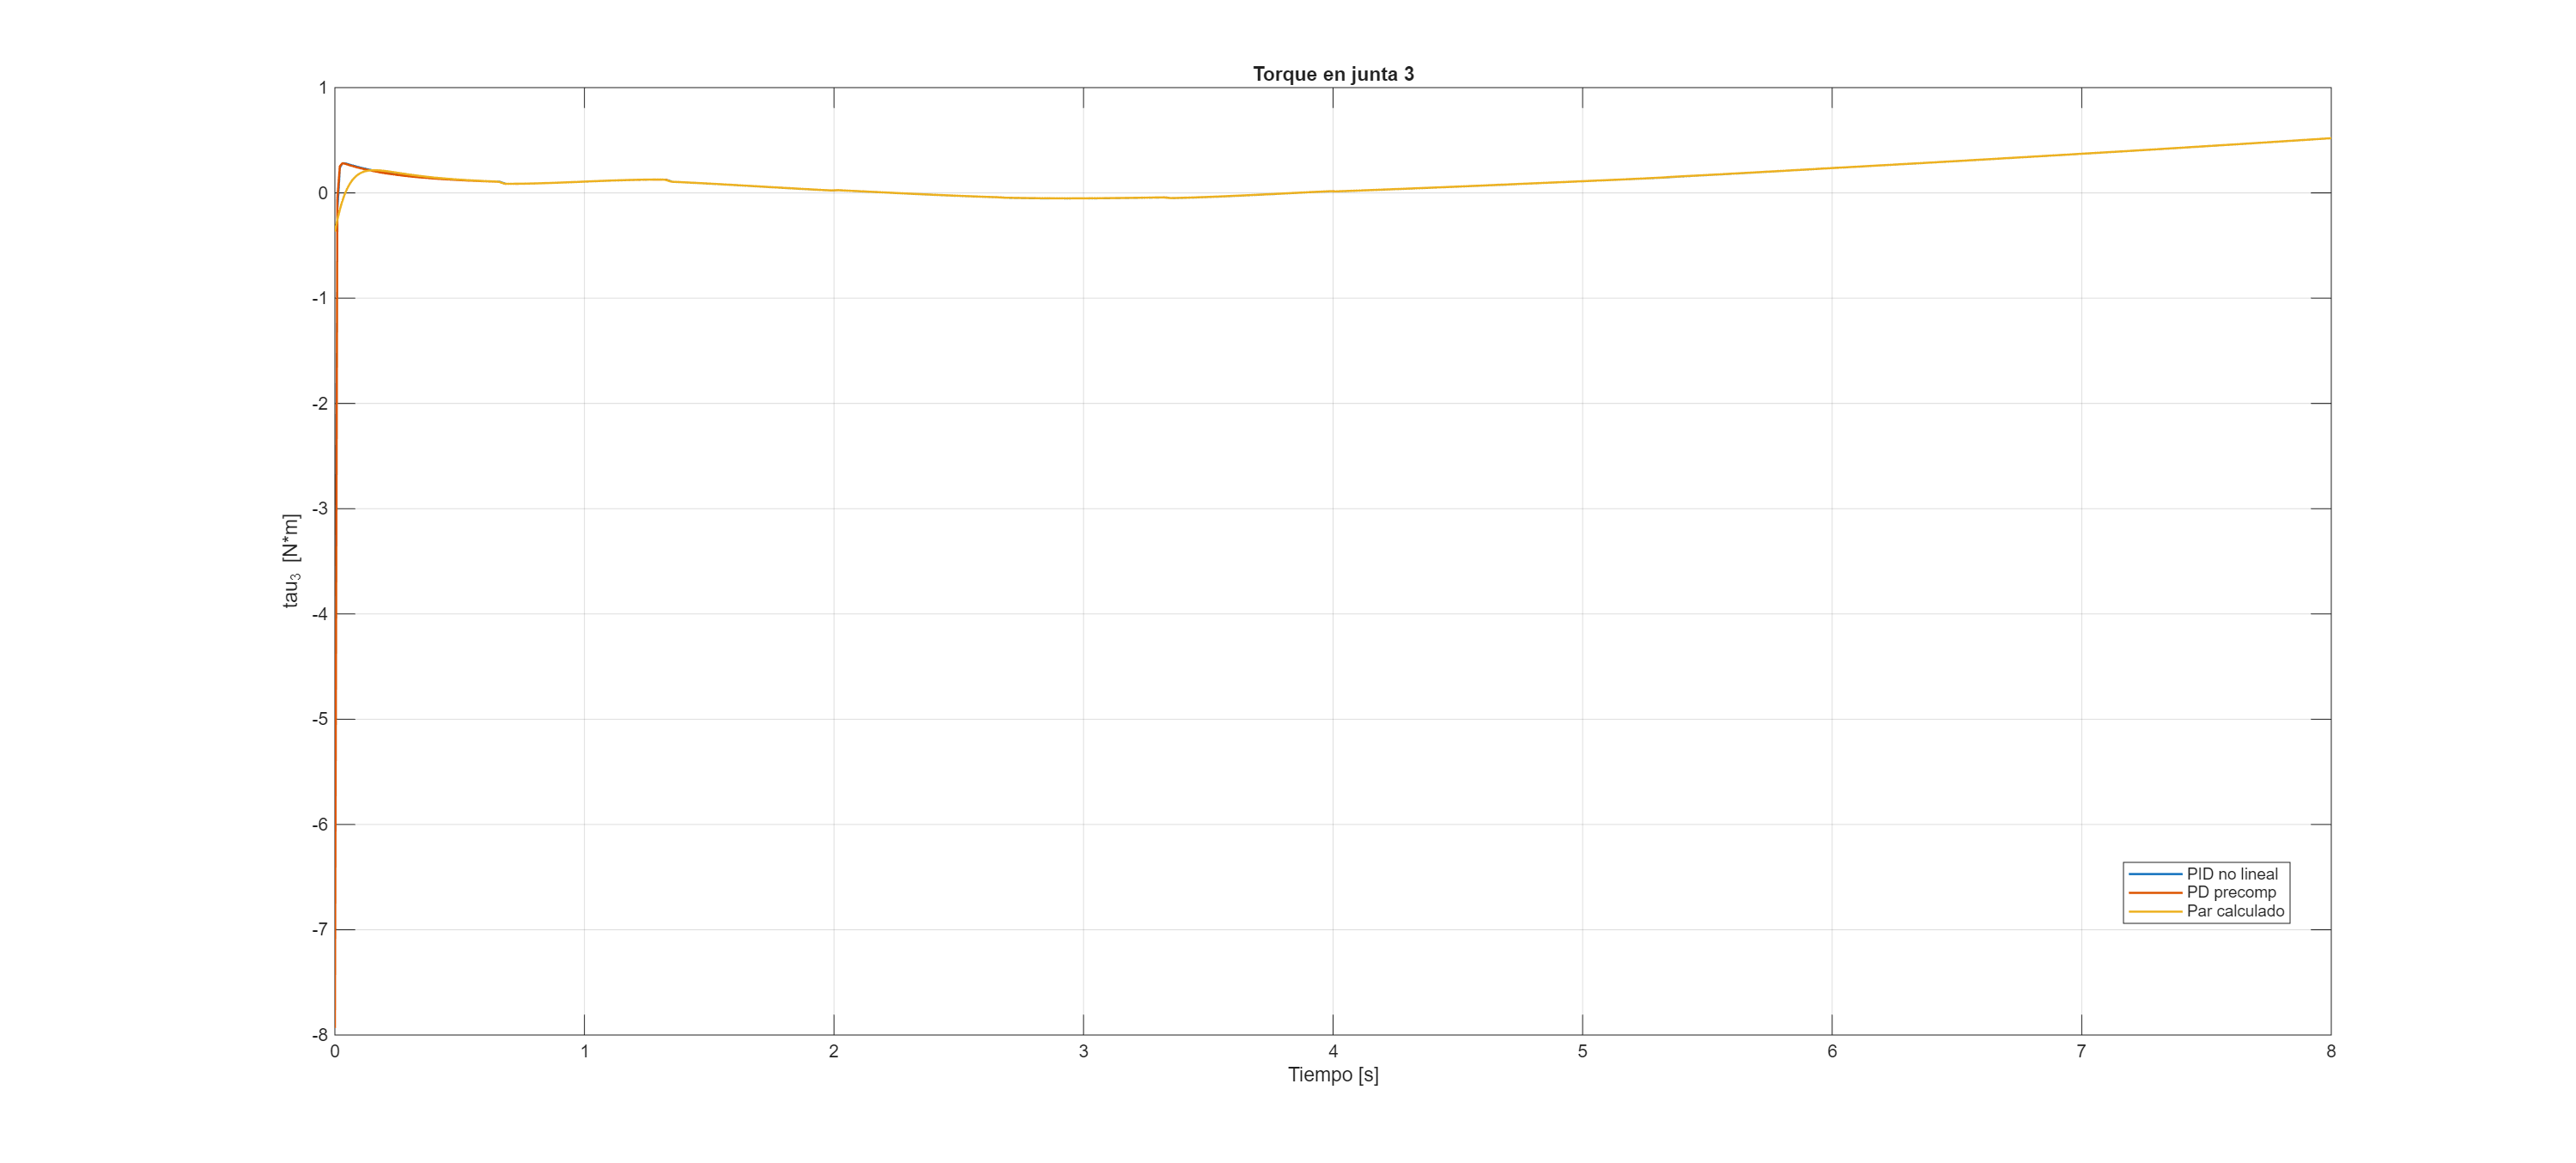 Torque en junta 3
1
0
-1
-2
-3
-4
-5
-6
-7
-8
tau₃ [N*m]
0 1 2 3 4 5 6 7 8
Tiempo [s]
PID no lineal
PD precomp
Par calculado